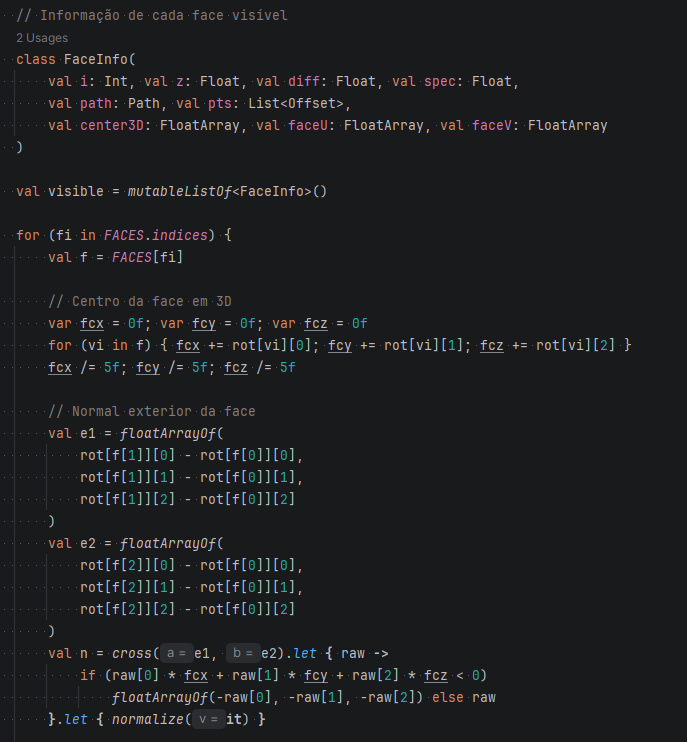 // Informação de cada face visível
2 Usages
class FaceInfo(
val i: Int, val z: Float, val diff: Float, val spec: Float,
val path: Path, val pts: List<Offset>,
val center3D: FloatArray, val faceU: FloatArray, val faceV: FloatArray
)
val visible = mutableListOf<FaceInfo>()
for (fi in FACES.indices) {
val f = FACES[fi]
// Centro da face em 3D
var fcx = 0f; var fcy = 0f; var fcz = 0f
for (vi in f) { fcx += rot[vi][0]; fcy += rot[vi][1]; fcz += rot[vi][2] }
fcx /= 5f; fcy /= 5f; fcz /= 5f
// Normal exterior da face
val e1 = floatArrayOf(
rot[f[1]][0] - rot[f[0]][0],
rot[f[1]][1] - rot[f[0]][1],
rot[f[1]][2] - rot[f[0]][2]
)
val e2 = floatArrayOf(
rot[f[2]][0] - rot[f[0]][0],
rot[f[2]][1] - rot[f[0]][1],
rot[f[2]][2] - rot[f[0]][2]
)
val n = cross( a = e1, b = e2).let { raw ->
if (raw[0] * fcx + raw[1] * fcy + raw[2] * fcz < 0)
floatArrayOf(-raw[0], -raw[1], -raw[2]) else raw
}.let { normalize( v = it) }